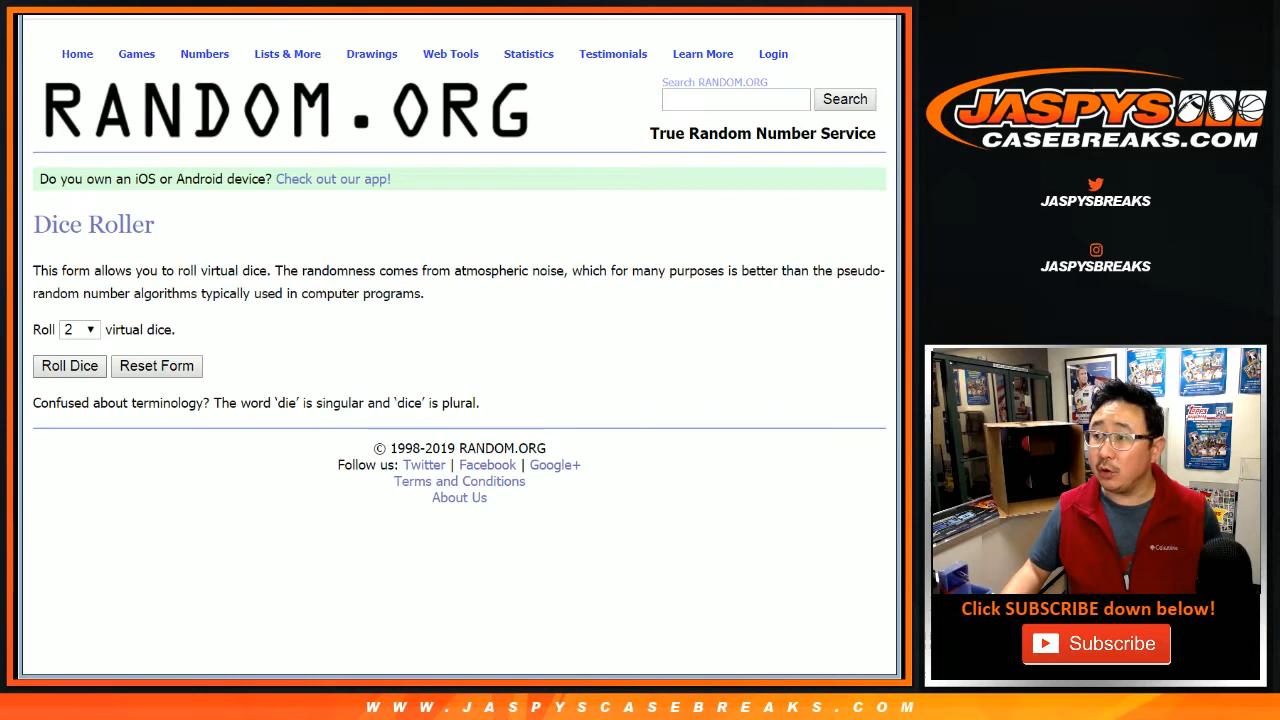 Home Games Numbers Lists & More Drawings Web Tools Statistics Testimonials Learn More Login
RANDOM.ORG
Search RANDOM.ORG
Search
True Random Number Service
Do you own an iOS or Android device? Check out our app!
Dice Roller
This form allows you to roll virtual dice. The randomness comes from atmospheric noise, which for many purposes is better than the pseudo-
random number algorithms typically used in computer programs.
Roll 2 virtual dice.
Roll Dice Reset Form
Confused about terminology? The word ‘die’ is singular and ‘dice’ is plural.
© 1998-2019 RANDOM.ORG
Follow us: Twitter | Facebook | Google+
Terms and Conditions
About Us
JASPYS
CASEBREAKS.COM
JASPYSBREAKS
JASPYSBREAKS
TOPPS
Columbia
Click SUBSCRIBE down below!
Subscribe
WWW.JASPYSCASEBREAKS.COM